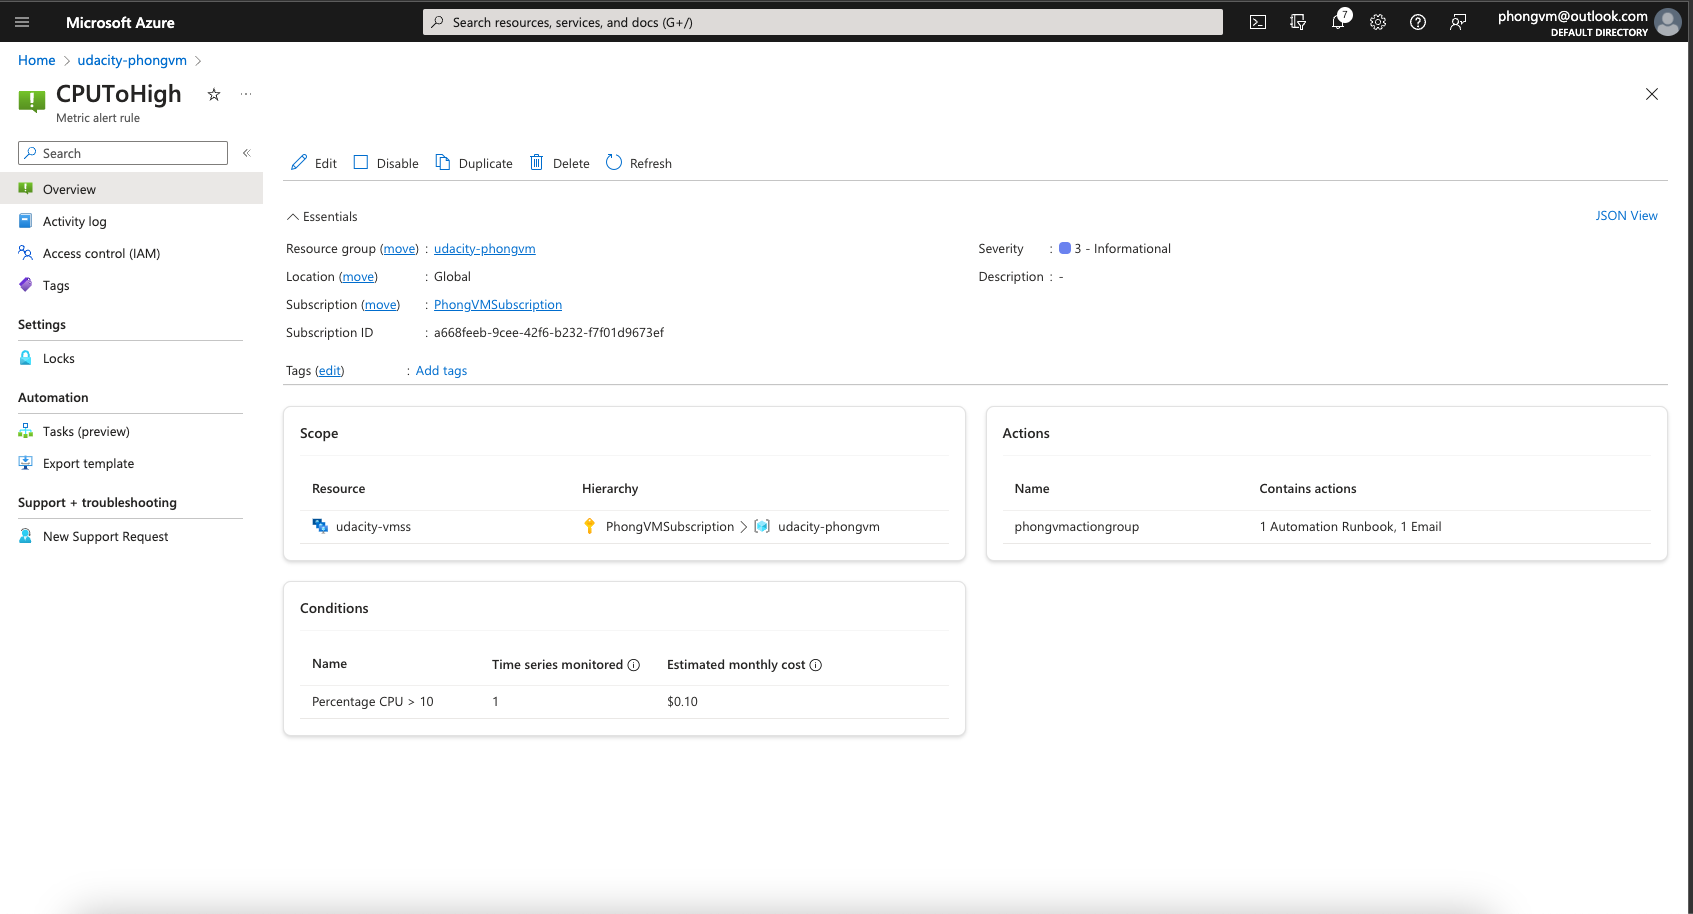 Microsoft Azure
Search resources, services, and docs (G+/)
7
phongvm@outlook.com
DEFAULT DIRECTORY
Home > udacity-phongvm >
CPUToHigh
Metric alert rule
Search
Overview
Activity log
Access control (IAM)
Tags
Settings
Locks
Automation
Tasks (preview)
Export template
Support + troubleshooting
New Support Request
Edit Disable Duplicate Delete Refresh
Essentials
JSON View
Resource group (move) : udacity-phongvm
Location (move) : Global
Subscription (move) : PhongVMSubscription
Subscription ID : a668feeb-9cee-42f6-b232-f7f01d9673ef
Severity : 3 - Informational
Description : -
Tags (edit) : Add tags
Scope
Resource Hierarchy
udacity-vmss PhongVMSubscription > udacity-phongvm
Actions
Name Contains actions
phongvmactiongroup 1 Automation Runbook, 1 Email
Conditions
Name Time series monitored Estimated monthly cost
Percentage CPU > 10 1 $0.10